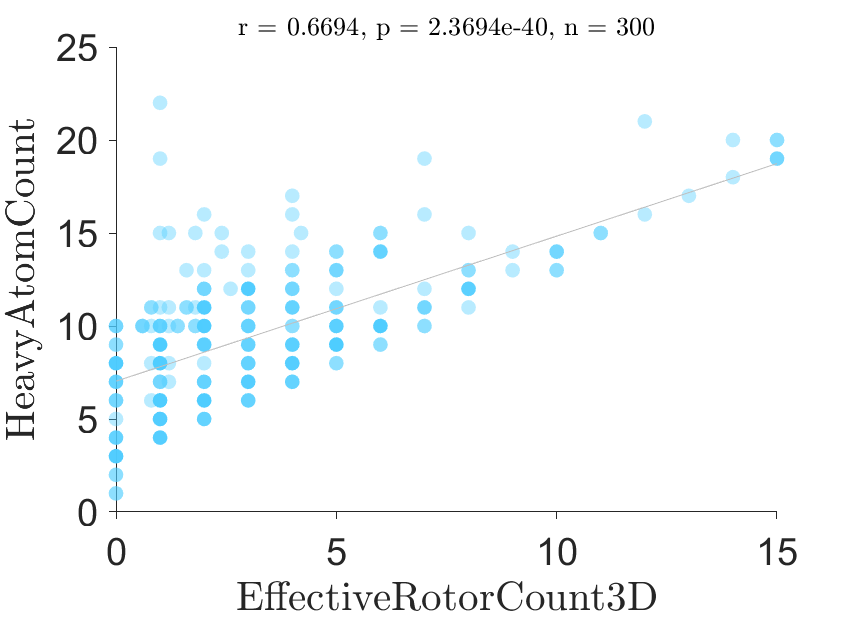 r = 0.6694, p = 2.3694e-40, n = 300
25
20
15
10
5
0
HeavyAtomCount
0 5 10 15
EffectiveRotorCount3D